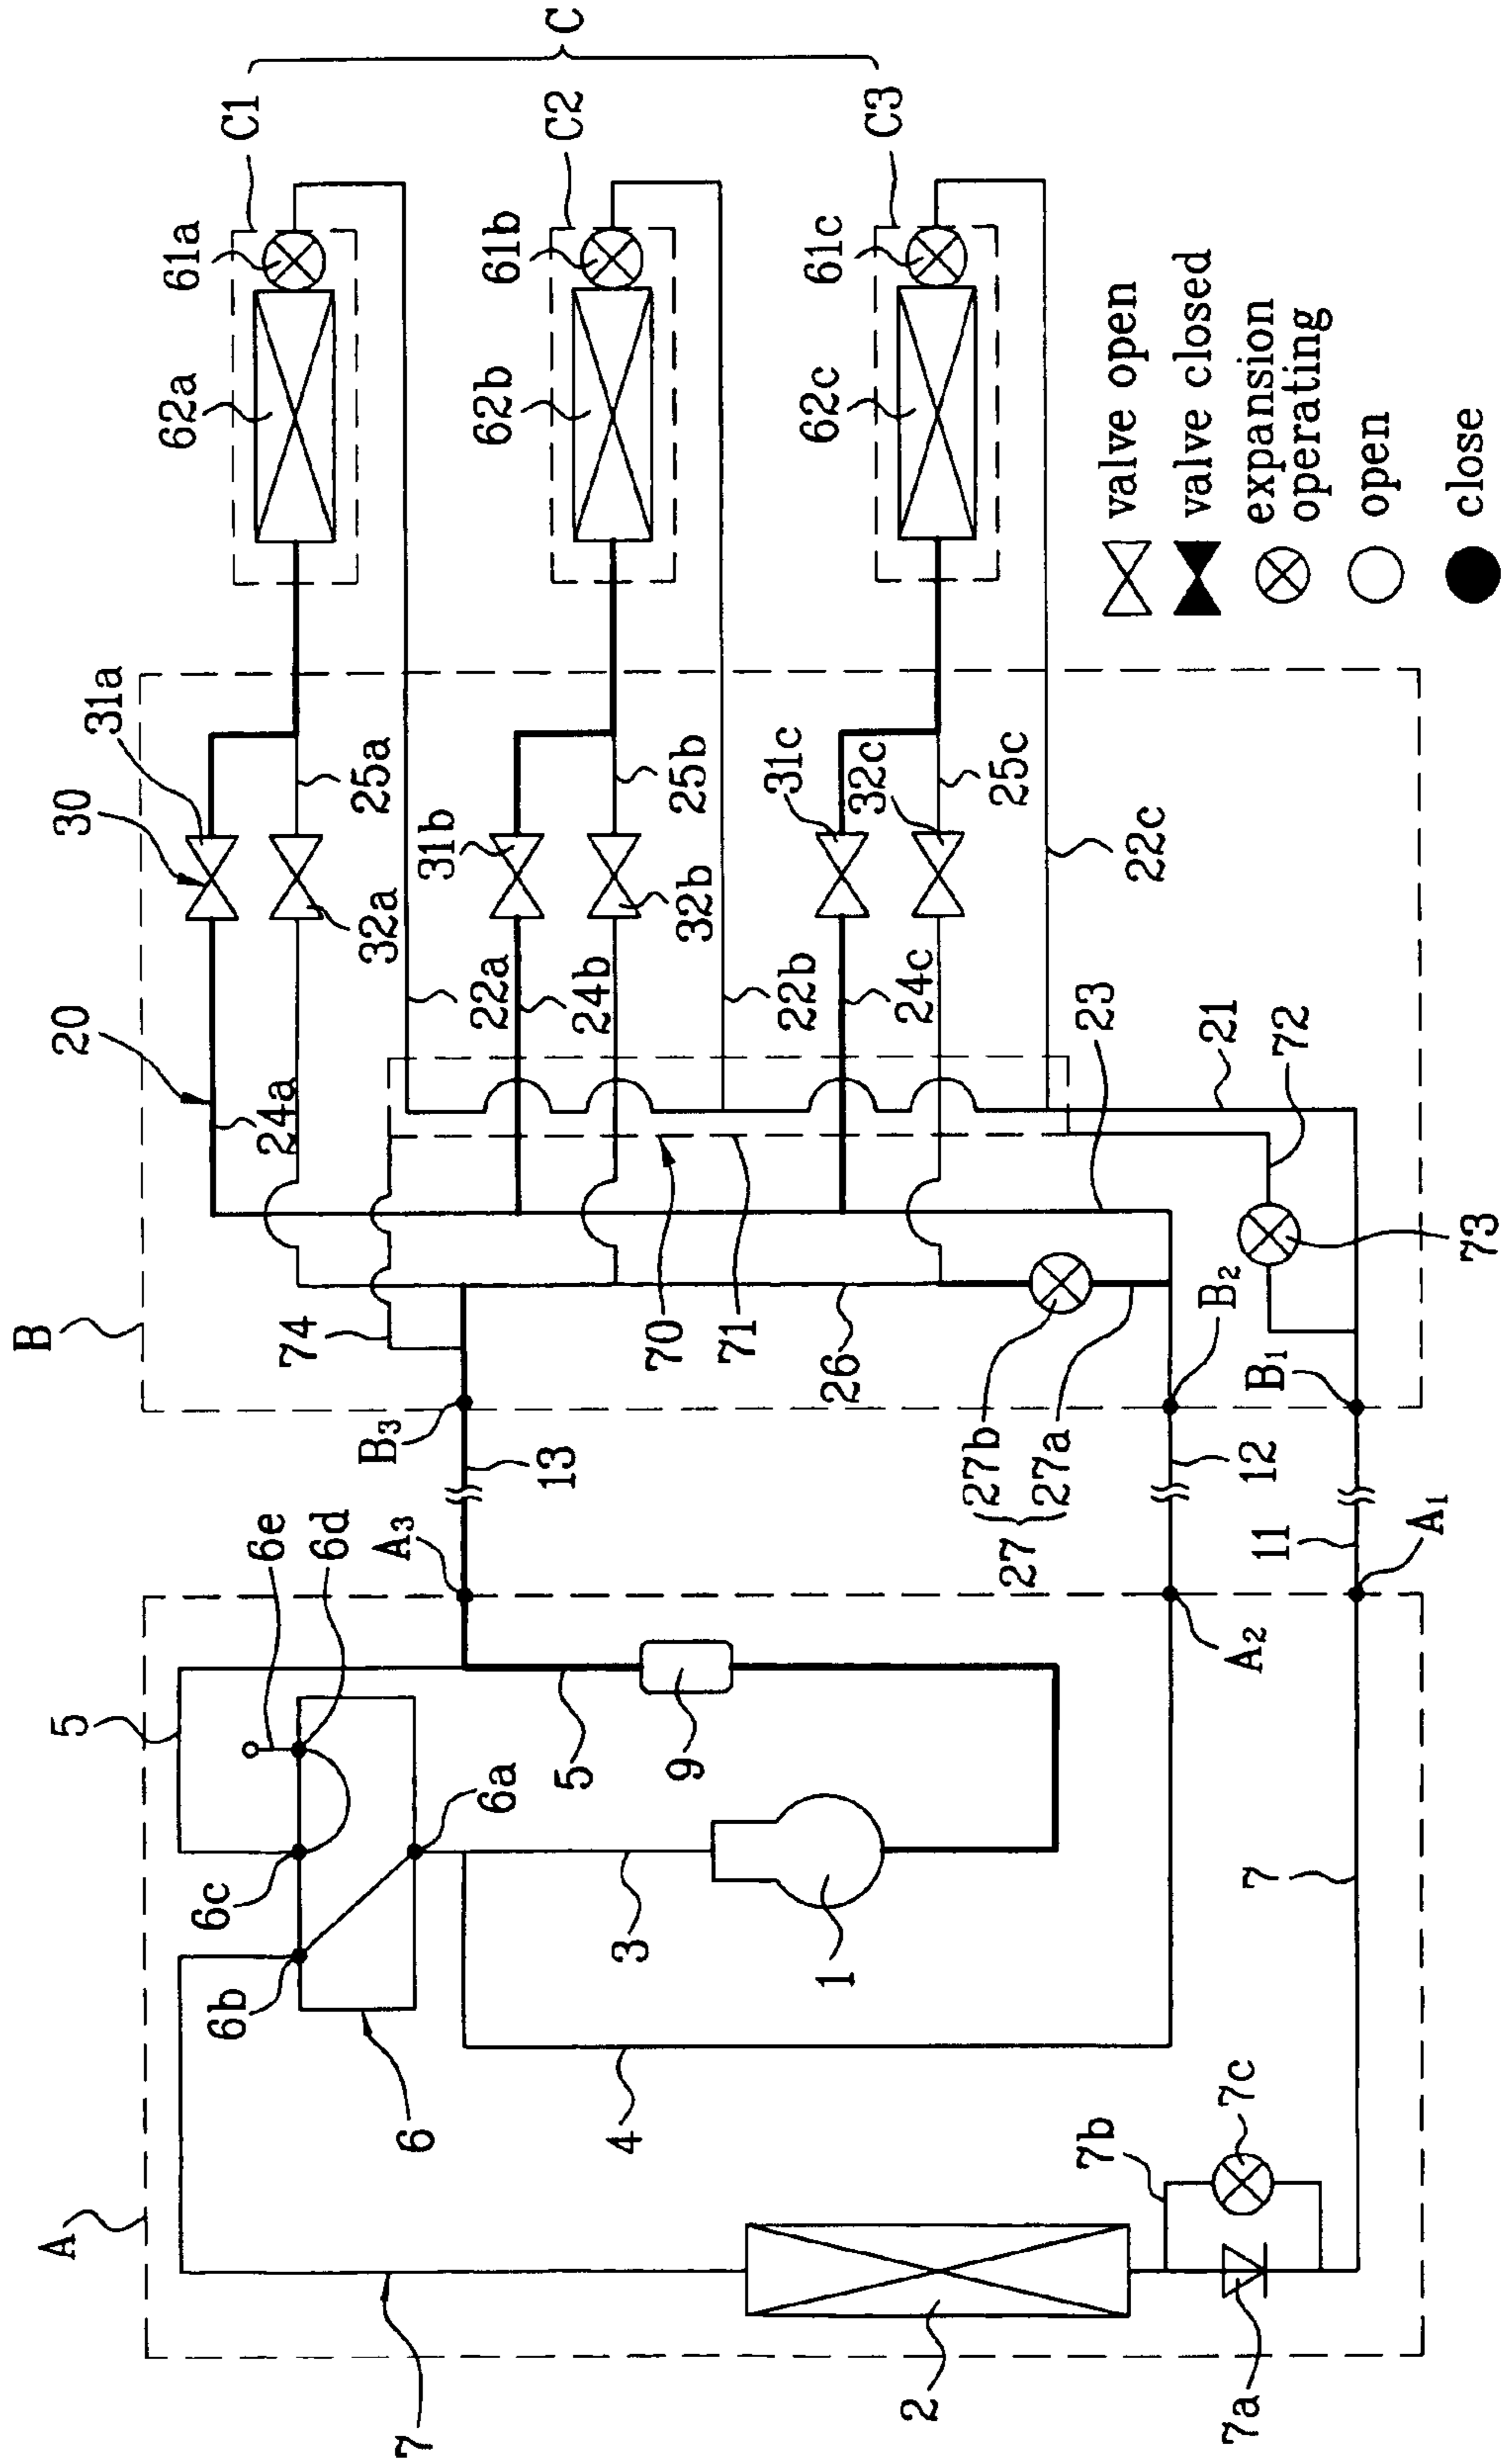 C
C1
C2
C3
61a
61b
61c
62a
62b
62c
valve open
valve closed
expansion
operating
open
close
B
20
30
31a
25a
32a
24a
22a
31b
25b
32b
24b
22b
31c
32c
25c
24c
22c
23
21
72
73
74
70
71
26
B3
B2
B1
13
12
11
27b
27a
27
A3
A2
A1
A
5
6e
6d
6c
6b
6a
6
5
9
3
1
4
7
7
7b
7c
7a
2